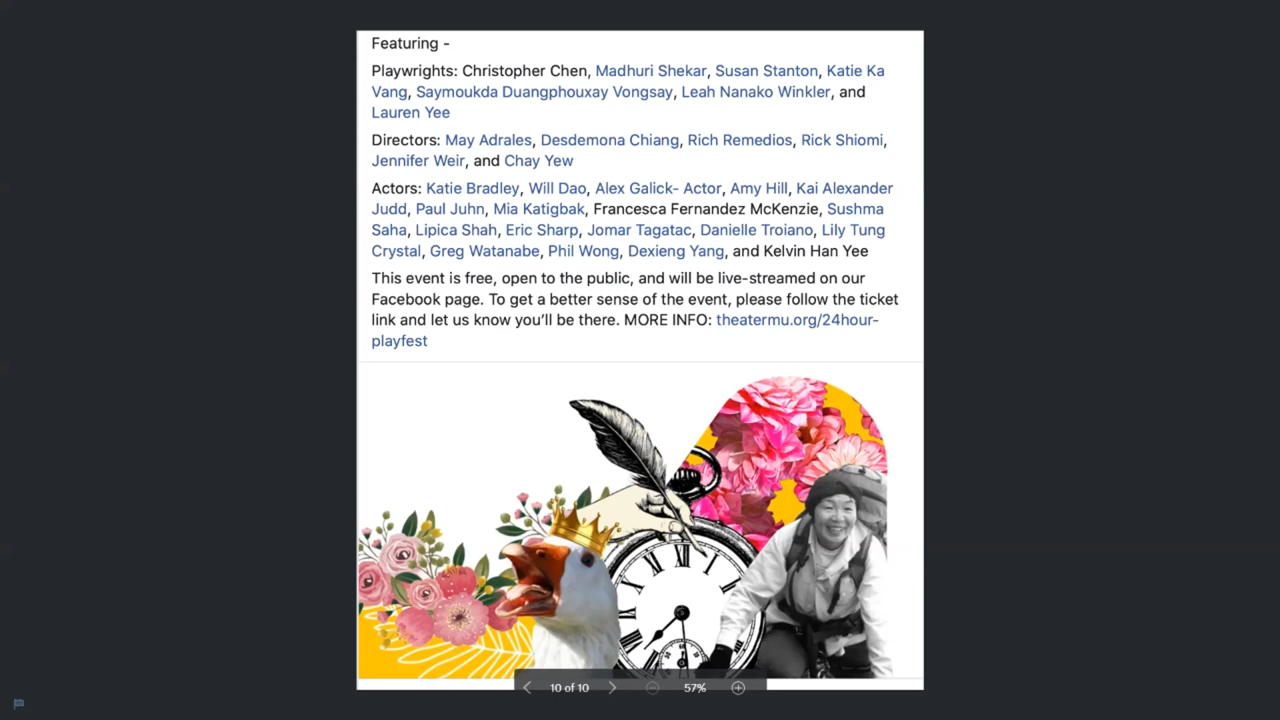 Featuring -
Playwrights: Christopher Chen, Madhuri Shekar, Susan Stanton, Katie Ka
Vang, Saymoukda Duangphouxay Vongsay, Leah Nanako Winkler, and
Lauren Yee
Directors: May Adrales, Desdemona Chiang, Rich Remedios, Rick Shiomi,
Jennifer Weir, and Chay Yew
Actors: Katie Bradley, Will Dao, Alex Galick- Actor, Amy Hill, Kai Alexander
Judd, Paul Juhn, Mia Katigbak, Francesca Fernandez McKenzie, Sushma
Saha, Lipica Shah, Eric Sharp, Jomar Tagatac, Danielle Troiano, Lily Tung
Crystal, Greg Watanabe, Phil Wong, Dexieng Yang, and Kelvin Han Yee
This event is free, open to the public, and will be live-streamed on our
Facebook page. To get a better sense of the event, please follow the ticket
link and let us know you’ll be there. MORE INFO: theatermu.org/24hour-
playfest
10 of 10
57%